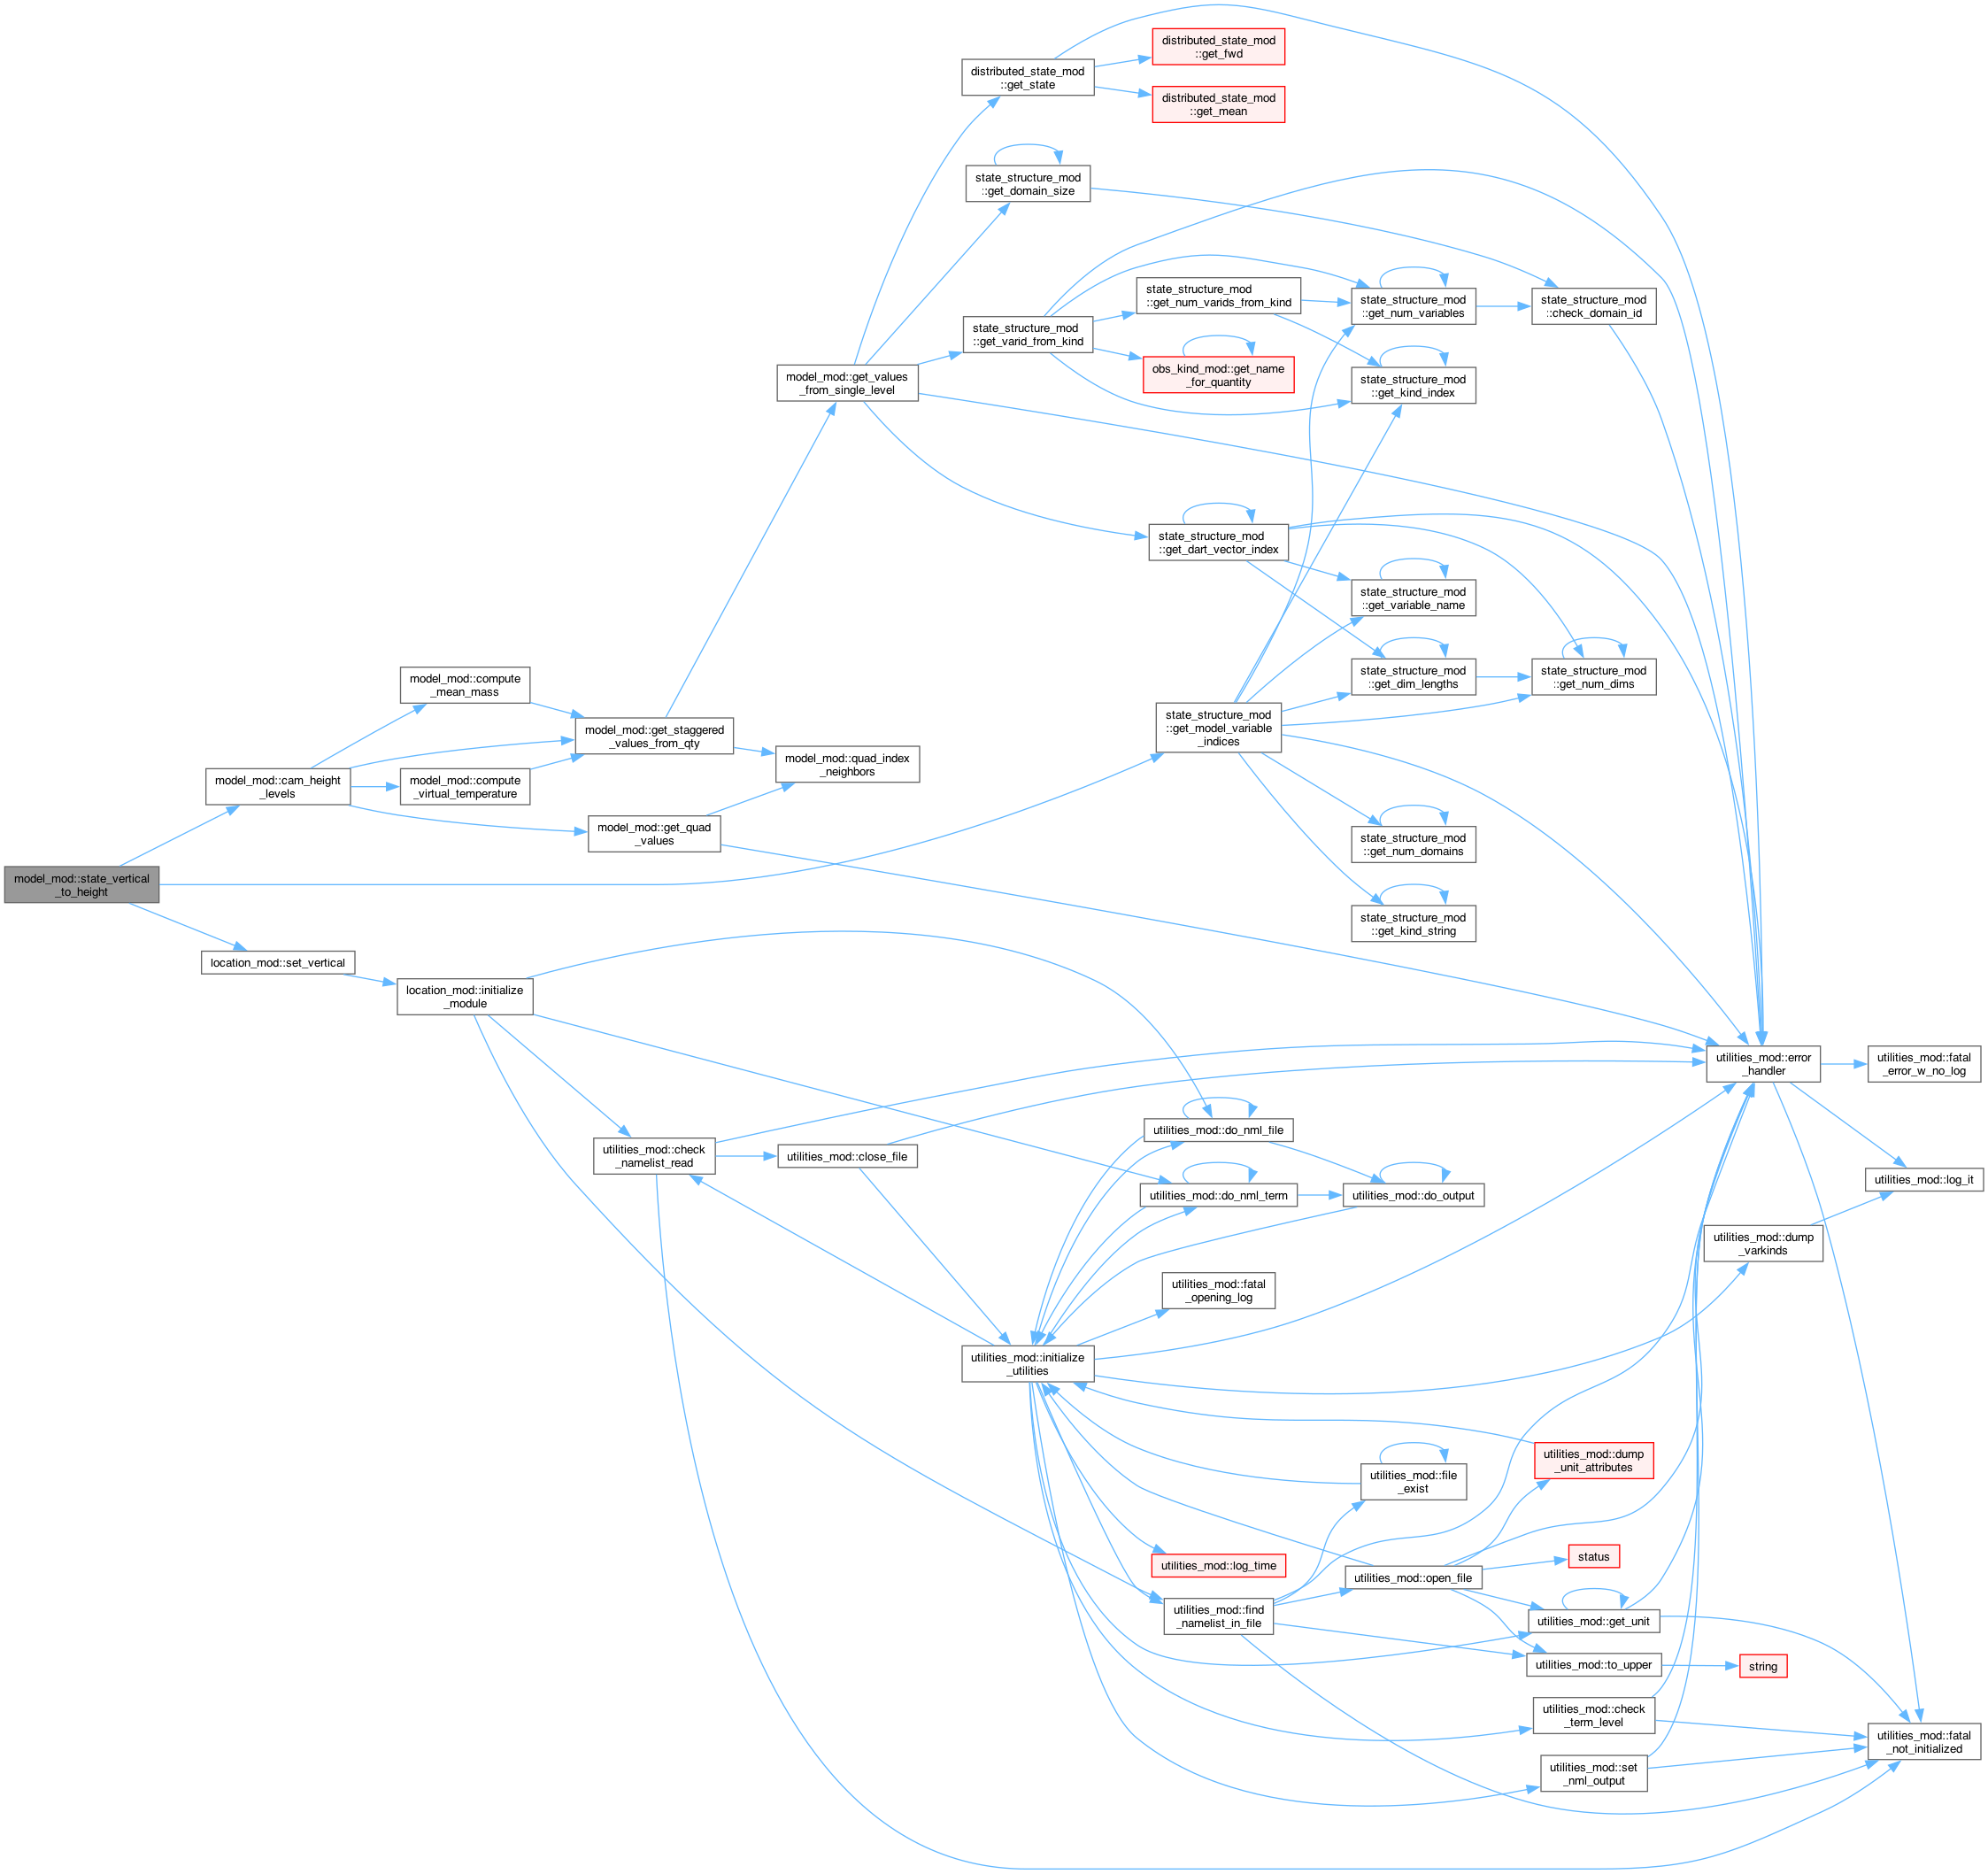 distributed_state_mod
::get_fwd
distributed_state_mod
::get_state
distributed_state_mod
::get_mean
state_structure_mod
::get_domain_size
state_structure_mod
::get_num_varids_from_kind
state_structure_mod
::get_num_variables
state_structure_mod
::check_domain_id
state_structure_mod
::get_varid_from_kind
obs_kind_mod::get_name
_for_quantity
model_mod::get_values
_from_single_level
state_structure_mod
::get_kind_index
state_structure_mod
::get_dart_vector_index
state_structure_mod
::get_variable_name
model_mod::compute
_mean_mass
state_structure_mod
::get_dim_lengths
state_structure_mod
::get_num_dims
state_structure_mod
::get_model_variable
_indices
model_mod::get_staggered
_values_from_qty
model_mod::quad_index
_neighbors
model_mod::cam_height
_levels
model_mod::compute
_virtual_temperature
model_mod::get_quad
_values
state_structure_mod
::get_num_domains
model_mod::state_vertical
_to_height
state_structure_mod
::get_kind_string
location_mod::set_vertical
location_mod::initialize
_module
utilities_mod::error
_handler
utilities_mod::fatal
_error_w_no_log
utilities_mod::do_nml_file
utilities_mod::check
_namelist_read
utilities_mod::close_file
utilities_mod::do_nml_term
utilities_mod::do_output
utilities_mod::log_it
utilities_mod::dump
_varkinds
utilities_mod::fatal
_opening_log
utilities_mod::initialize
_utilities
utilities_mod::dump
_unit_attributes
utilities_mod::file
_exist
utilities_mod::log_time
status
utilities_mod::open_file
utilities_mod::find
_namelist_in_file
utilities_mod::get_unit
utilities_mod::to_upper
string
utilities_mod::check
_term_level
utilities_mod::fatal
_not_initialized
utilities_mod::set
_nml_output